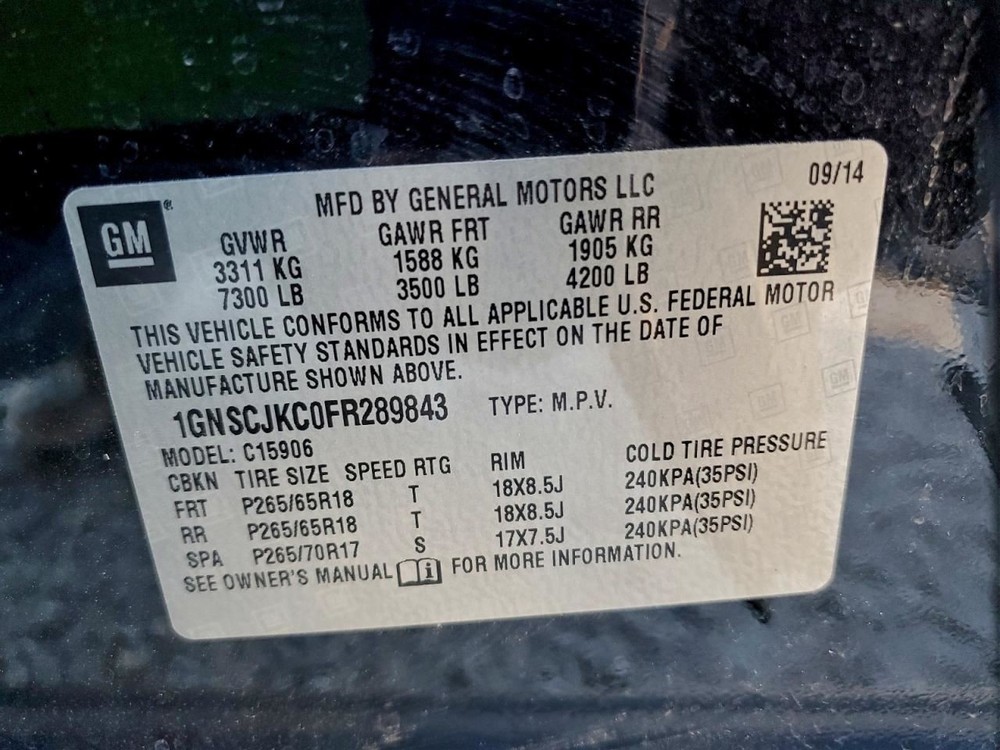 MFD BY GENERAL MOTORS LLC 09/14
GM ®
GVWR GAWR FRT GAWR RR
3311 KG 1588 KG 1905 KG
7300 LB 3500 LB 4200 LB
THIS VEHICLE CONFORMS TO ALL APPLICABLE U.S. FEDERAL MOTOR
VEHICLE SAFETY STANDARDS IN EFFECT ON THE DATE OF
MANUFACTURE SHOWN ABOVE.
1GNSCJKC0FR289843 TYPE: M.P.V.
MODEL: C15906
CBKN TIRE SIZE SPEED RTG RIM COLD TIRE PRESSURE
FRT P265/65R18 T 18X8.5J 240KPA(35PSI)
RR P265/65R18 T 18X8.5J 240KPA(35PSI)
SPA P265/70R17 S 17X7.5J 240KPA(35PSI)
SEE OWNER'S MANUAL i FOR MORE INFORMATION.